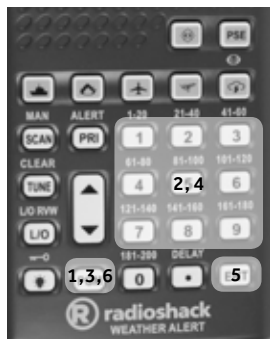 PSE
MAN ALERT 1-20 21-40 41-60
SCAN PRI 1 2 3
CLEAR 61-80 81-100 101-120
TUNE 4 2,4 6
L/O RVW 121-140 141-160 161-180
L/O 7 8 9
181-200 DELAY
1,3,6 0 • 5
radioshack
WEATHER ALERT